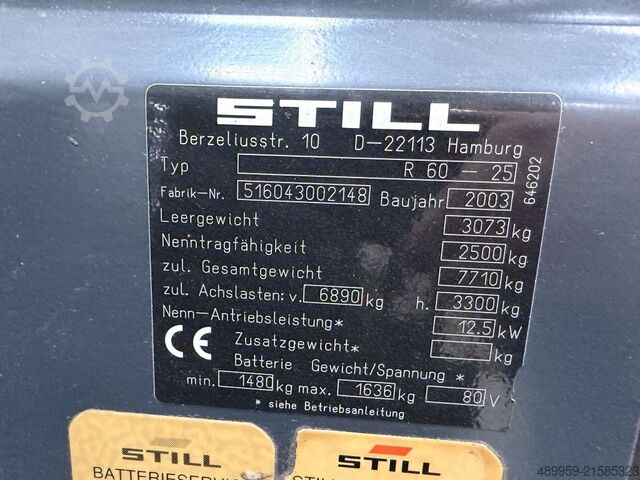 STILL
Berzeliusstr. 10 D-22113 Hamburg
Typ R 60 - 25
Fabrik-Nr. 516043002148 Baujahr 2003
Leergewicht 3073 kg
Nenntragfähigkeit 2500 kg
zul. Gesamtgewicht 7710 kg
zul. Achslasten: v. 6890 kg h. 3300 kg
Nenn-Antriebsleistung* 12.5 kW
Zusatzgewicht* kg
Batterie Gewicht/Spannung *
min. 1480 kg max. 1636 kg 80 V
* siehe Betriebsanleitung
646202
CE
STILL
STILL
489959-21585323